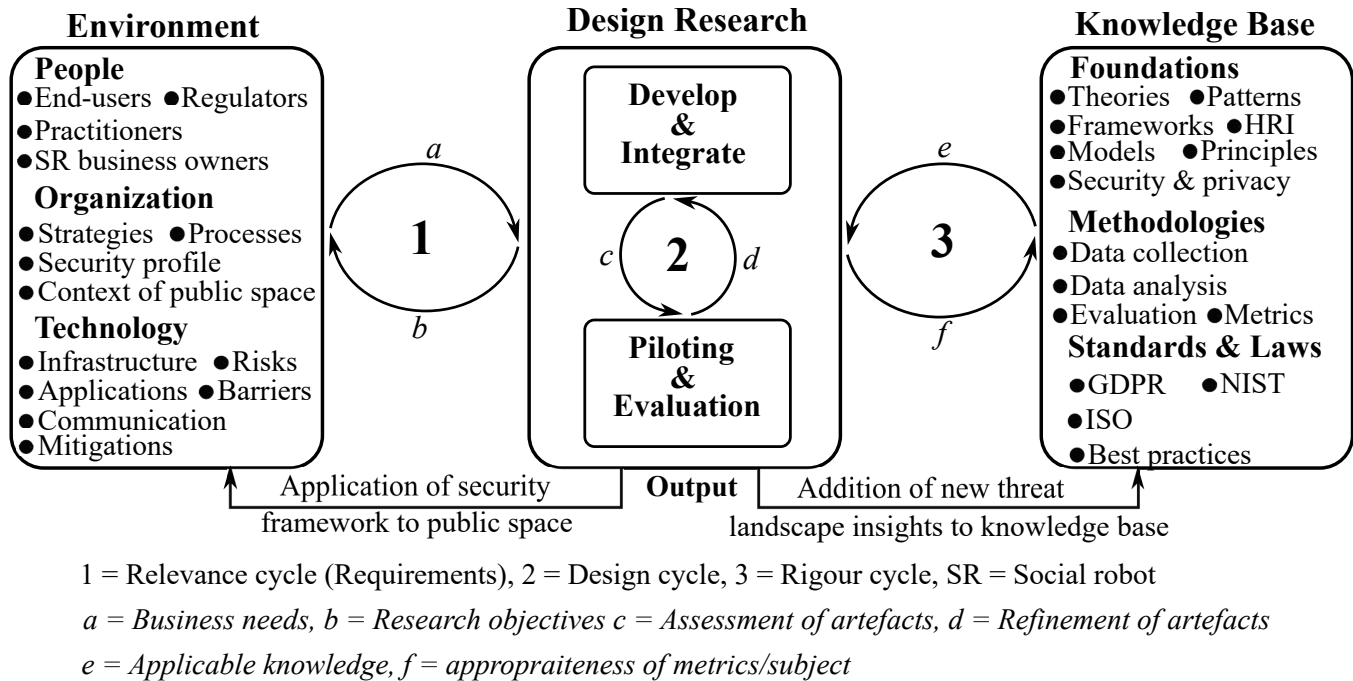 Environment
People
●End-users ●Regulators
●Practitioners
●SR business owners
Organization
●Strategies ●Processes
●Security profile
●Context of public space
Technology
●Infrastructure ●Risks
●Applications ●Barriers
●Communication
●Mitigations
a
1
b
Design Research
Develop
&
Integrate
c
2
d
Piloting
&
Evaluation
e
3
f
Knowledge Base
Foundations
●Theories ●Patterns
●Frameworks ●HRI
●Models ●Principles
●Security & privacy
Methodologies
●Data collection
●Data analysis
●Evaluation ●Metrics
Standards & Laws
●GDPR ●NIST
●ISO
●Best practices
Application of security
framework to public space
Output
Addition of new threat
landscape insights to knowledge base
1 = Relevance cycle (Requirements), 2 = Design cycle, 3 = Rigour cycle, SR = Social robot
a = Business needs, b = Research objectives c = Assessment of artefacts, d = Refinement of artefacts
e = Applicable knowledge, f = appropraiteness of metrics/subject